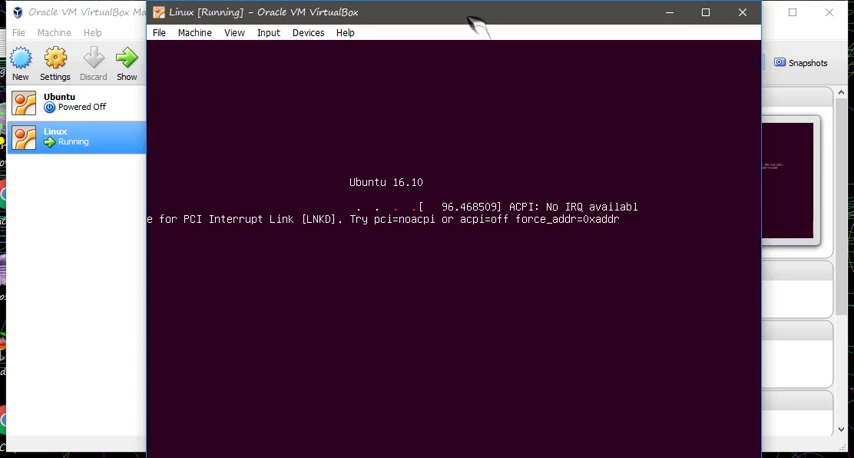 Oracle VM VirtualBox Ma
File Machine Help
New Settings Discard Show
Snapshots
Ubuntu
Powered Off
Linux
Running
Linux [Running] - Oracle VM VirtualBox
File Machine View Input Devices Help
Ubuntu 16.10
. . . .[ 96.468509] ACPI: No IRQ availabl
e for PCI Interrupt Link [LNKD]. Try pci=noacpi or acpi=off force_addr=0xaddr